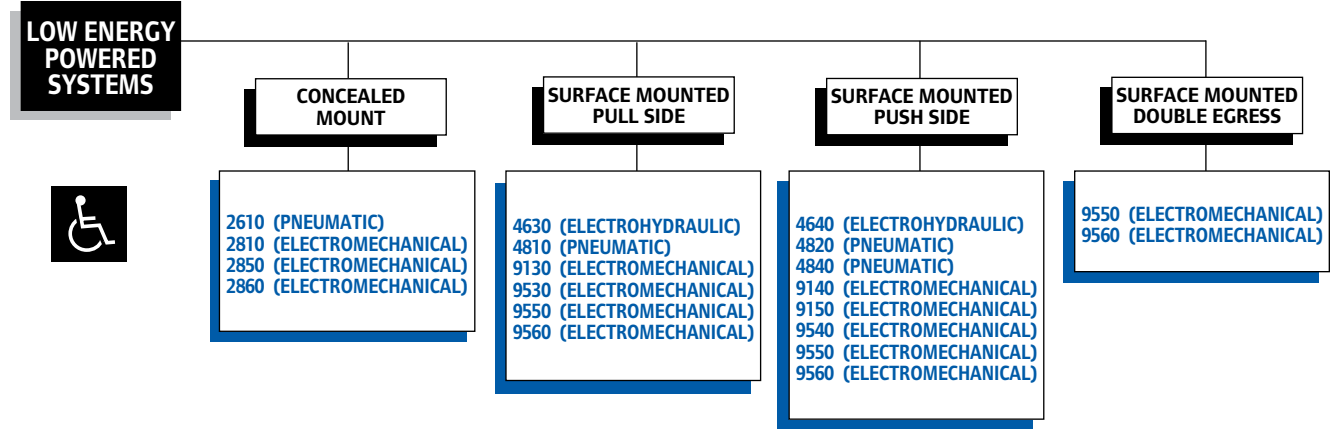 LOW ENERGY
POWERED
SYSTEMS
CONCEALED
MOUNT
2610 (PNEUMATIC)
2810 (ELECTROMECHANICAL)
2850 (ELECTROMECHANICAL)
2860 (ELECTROMECHANICAL)
SURFACE MOUNTED
PULL SIDE
4630 (ELECTROHYDRAULIC)
4810 (PNEUMATIC)
9130 (ELECTROMECHANICAL)
9530 (ELECTROMECHANICAL)
9550 (ELECTROMECHANICAL)
9560 (ELECTROMECHANICAL)
SURFACE MOUNTED
PUSH SIDE
4640 (ELECTROHYDRAULIC)
4820 (PNEUMATIC)
4840 (PNEUMATIC)
9140 (ELECTROMECHANICAL)
9150 (ELECTROMECHANICAL)
9540 (ELECTROMECHANICAL)
9550 (ELECTROMECHANICAL)
9560 (ELECTROMECHANICAL)
SURFACE MOUNTED
DOUBLE EGRESS
9550 (ELECTROMECHANICAL)
9560 (ELECTROMECHANICAL)